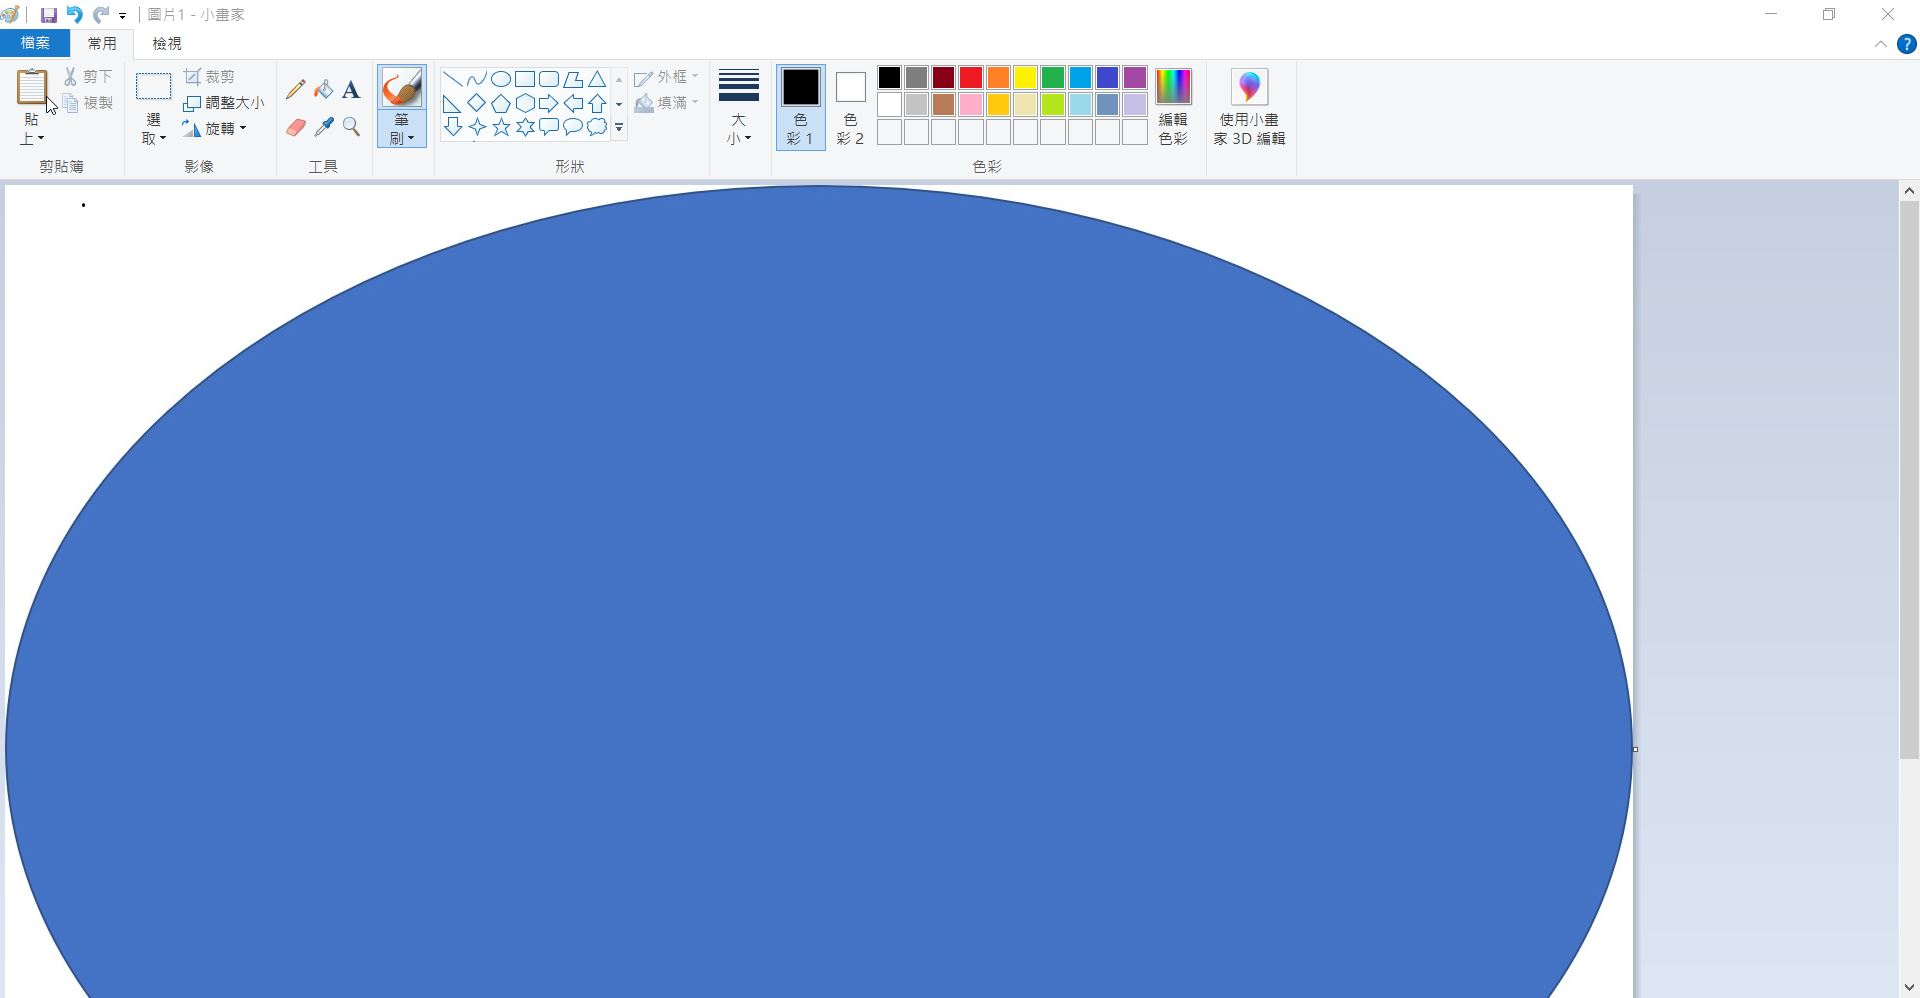 圖片1 - 小畫家
檔案 常用 檢視
貼
上
剪下
複製
剪貼簿
選
取
裁剪
調整大小
旋轉
影像
A
工具
筆
刷
外框
填滿
形狀
大
小
色
彩 1
色
彩 2
編輯
色彩
色彩
使用小畫
家 3D 編輯
?